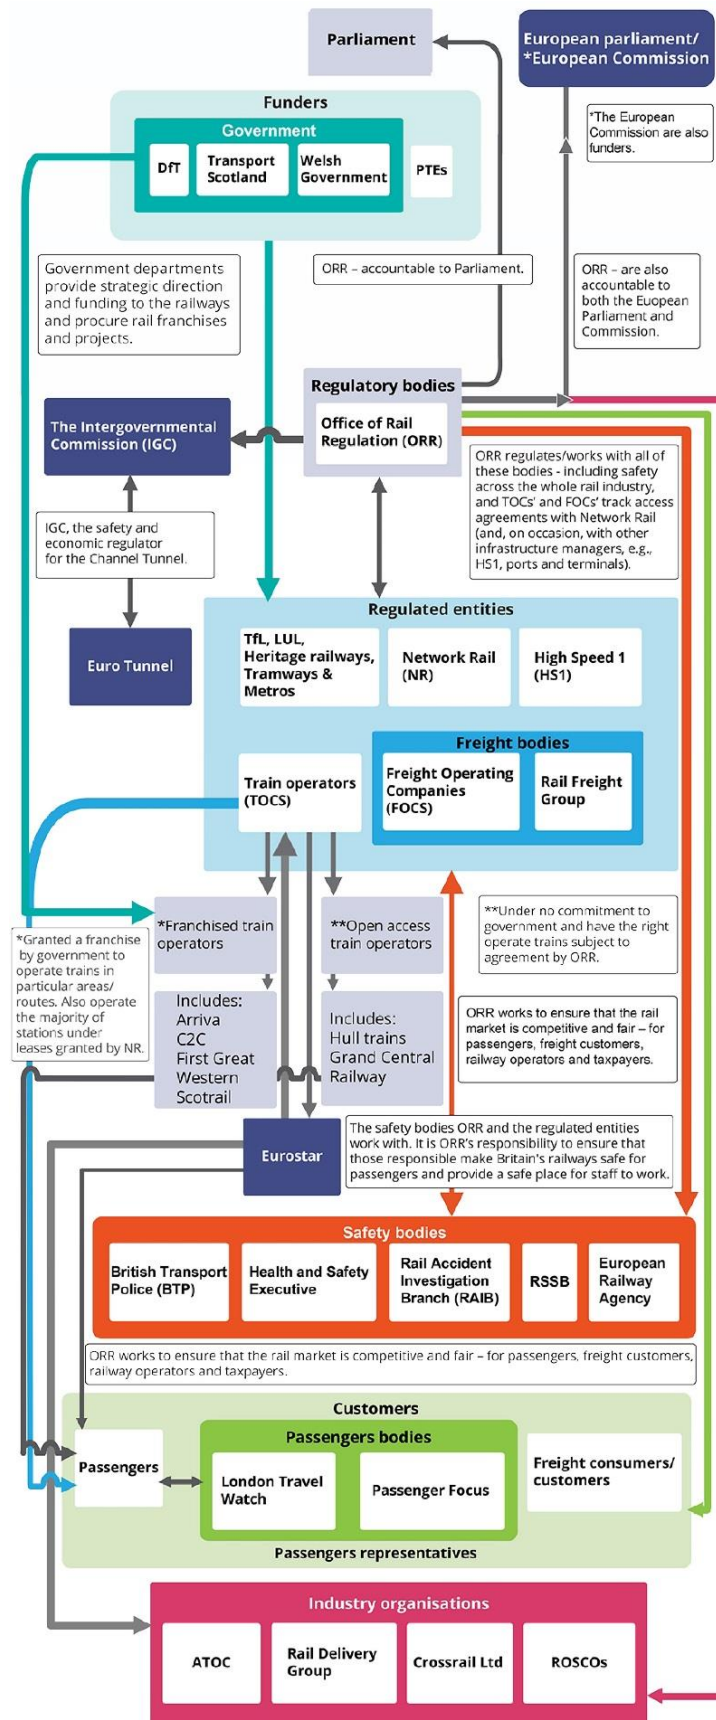 Parliament
European parliament/
*European Commission
*The European
Commission are also
funders.
Funders
Government
DfT
Transport
Scotland
Welsh
Government
PTEs
Government departments
provide strategic direction
and funding to the railways
and procure rail franchises
and projects.
ORR – accountable to Parliament.
ORR – are also
accountable to
both the Euopean
Parliament and
Commission.
Regulatory bodies
Office of Rail
Regulation (ORR)
The Intergovernmental
Commission (IGC)
ORR regulates/works with all of
these bodies - including safety
across the whole rail industry,
and TOCs' and FOCs' track access
agreements with Network Rail
(and, on occasion, with other
infrastructure managers, e.g.,
HS1, ports and terminals).
IGC, the safety and
economic regulator
for the Channel Tunnel.
Euro Tunnel
Regulated entities
TfL, LUL,
Heritage railways,
Tramways &
Metros
Network Rail
(NR)
High Speed 1
(HS1)
Train operators
(TOCS)
Freight bodies
Freight Operating
Companies
(FOCS)
Rail Freight
Group
*Franchised train
operators
**Open access
train operators
**Under no commitment to
government and have the right
operate trains subject to
agreement by ORR.
*Granted a franchise
by government to
operate trains in
particular areas/
routes. Also operate
the majority of
stations under
leases granted by NR.
Includes:
Arriva
C2C
First Great
Western
Scotrail
Includes:
Hull trains
Grand Central
Railway
ORR works to ensure that the rail
market is competitive and fair – for
passengers, freight customers,
railway operators and taxpayers.
Eurostar
The safety bodies ORR and the regulated entities
work with. It is ORR's responsibility to ensure that
those responsible make Britain's railways safe for
passengers and provide a safe place for staff to work.
Safety bodies
British Transport
Police (BTP)
Health and Safety
Executive
Rail Accident
Investigation
Branch (RAIB)
RSSB
European
Railway
Agency
ORR works to ensure that the rail market is competitive and fair – for passengers, freight customers,
railway operators and taxpayers.
Customers
Passengers
Passengers bodies
London Travel
Watch
Passenger Focus
Freight consumers/
customers
Passengers representatives
Industry organisations
ATOC
Rail Delivery
Group
Crossrail Ltd
ROSCOs